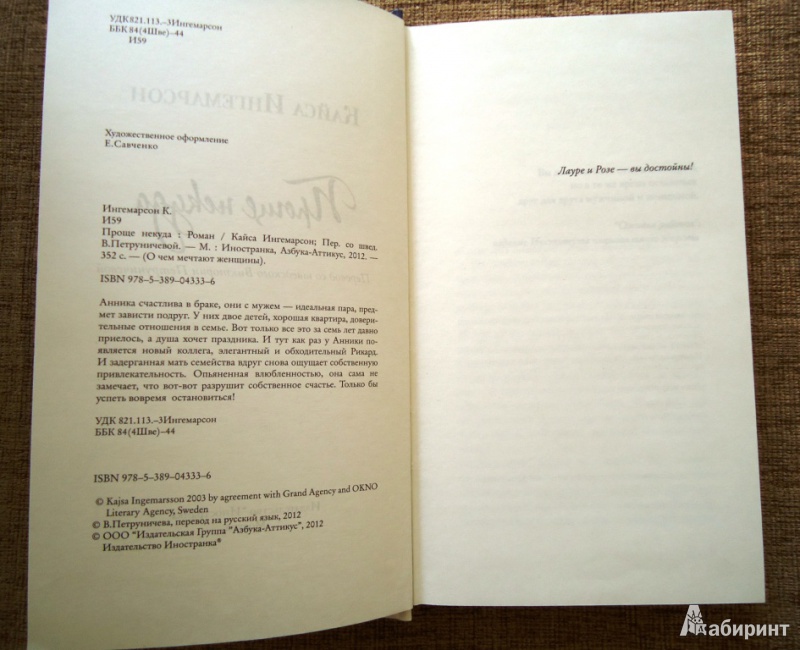 УДК 821.113.–3Ингемарсон
ББК 84(4Шве)–44
И59
Кайса Ингемарсон
Художественное оформление
Е.Савченко
Проще некуда
Ингемарсон К.
И59
Проще некуда : Роман / Кайса Ингемарсон; Пер. со швед.
В.Петруничевой. — М. : Иностранка, Азбука-Аттикус, 2012. —
352 с. — (О чем мечтают женщины).
ISBN 978–5–389–04333–6
Анника счастлива в браке, они с мужем — идеальная пара, пред-
мет зависти подруг. У них двое детей, хорошая квартира, довери-
тельные отношения в семье. Вот только все это за семь лет давно
приелось, а душа хочет праздника. И тут как раз у Анники по-
является новый коллега, элегантный и обходительный Рикард.
И задерганная мать семейства вдруг снова ощущает собственную
привлекательность. Опьяненная влюбленностью, она сама не
замечает, что вот-вот разрушит собственное счастье. Только бы
успеть вовремя остановиться!
УДК 821.113.–3Ингемарсон
ББК 84(4Шве)–44
ISBN 978–5–389–04333–6
© Kajsa Ingemarsson 2003 by agreement with Grand Agency and OKNO
Literary Agency, Sweden
© В.Петруничева, перевод на русский язык, 2012
© ООО "Издательская Группа "Азбука-Аттикус", 2012
Издательство Иностранка®
Лауре и Розе — вы достойны!
Лабиринт